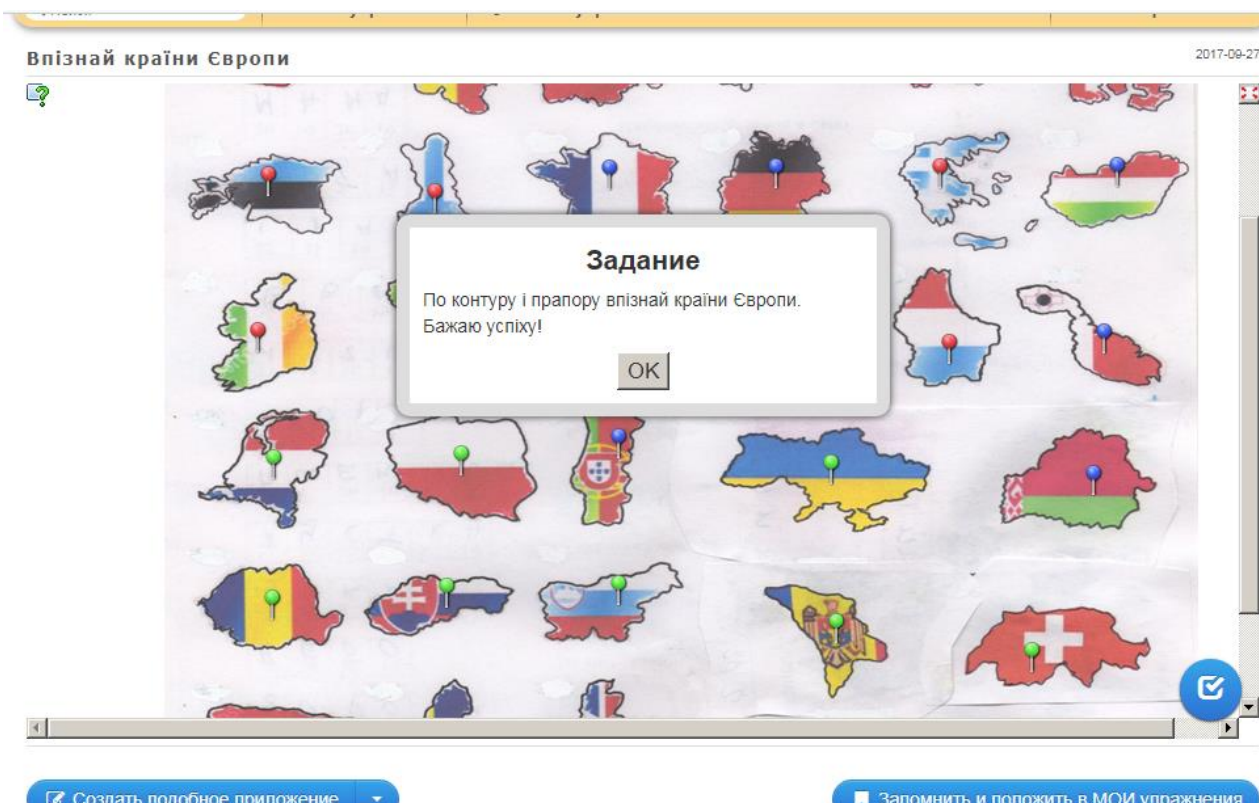 Впізнай країни Європи
2017-09-27
Задание
По контуру і прапору впізнай країни Європи.
Бажаю успіху!
OK
Создать подобное приложение
Запомнить и положить в МОИ упражнения